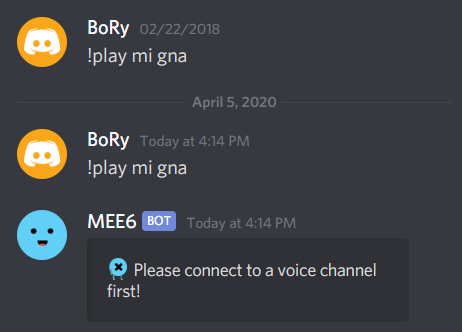 BoRy 02/22/2018
!play mi gna
April 5, 2020
BoRy Today at 4:14 PM
!play mi gna
MEE6 BOT Today at 4:14 PM
Please connect to a voice channel
first!